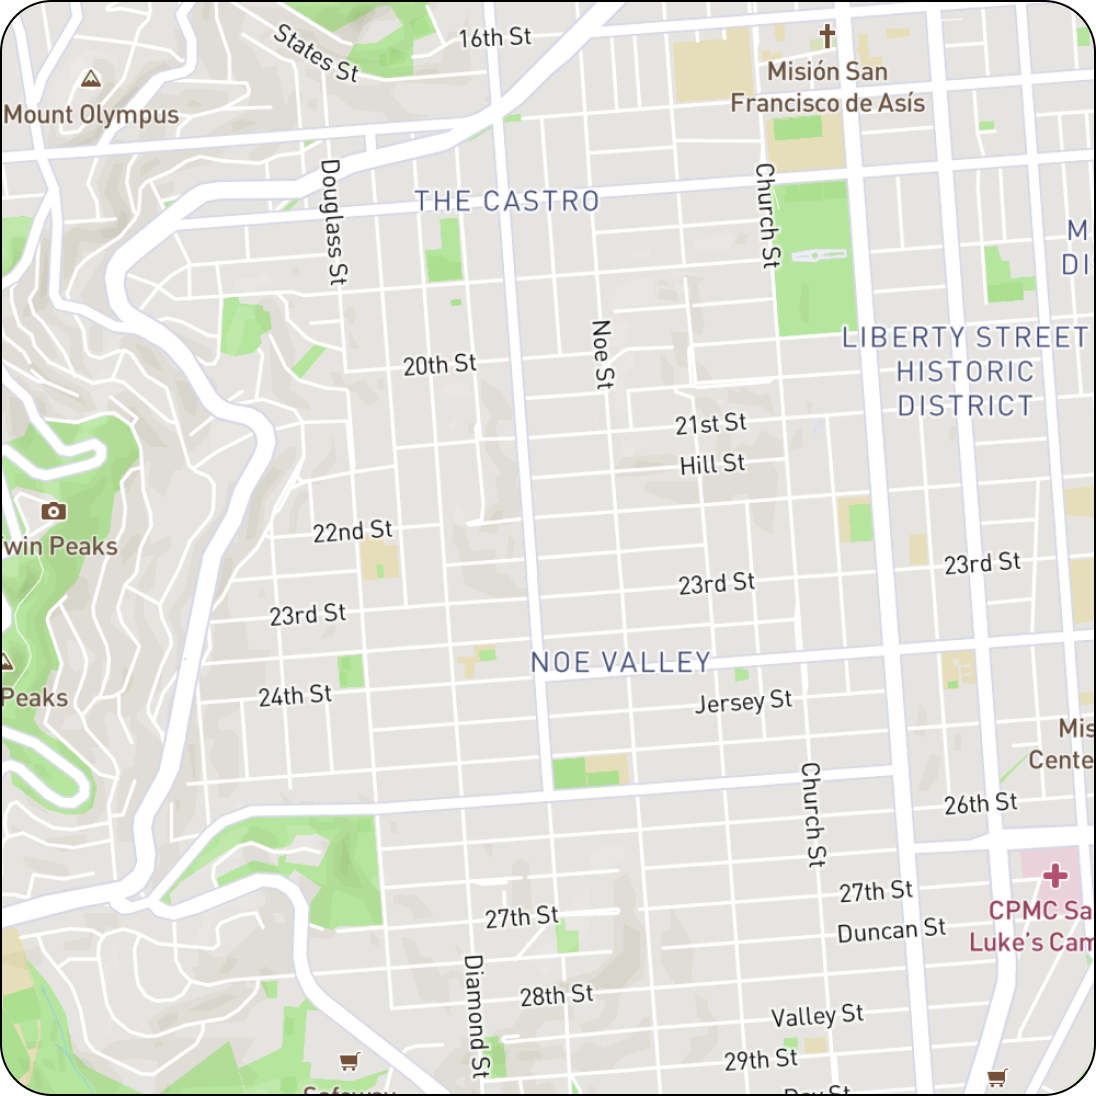 States St
16th St
Misión San
Francisco de Asís
Mount Olympus
Douglass St
THE CASTRO
Church St
M
DI
LIBERTY STREET
HISTORIC
DISTRICT
Noe St
20th St
21st St
Hill St
22nd St
win Peaks
23rd St
23rd St
23rd St
NOE VALLEY
24th St
Peaks
Jersey St
Mis
Cente
Church St
26th St
27th St
27th St
Duncan St
CPMC Sa
Luke's Cam
Diamond St
28th St
Valley St
29th St
Day St
Safeway